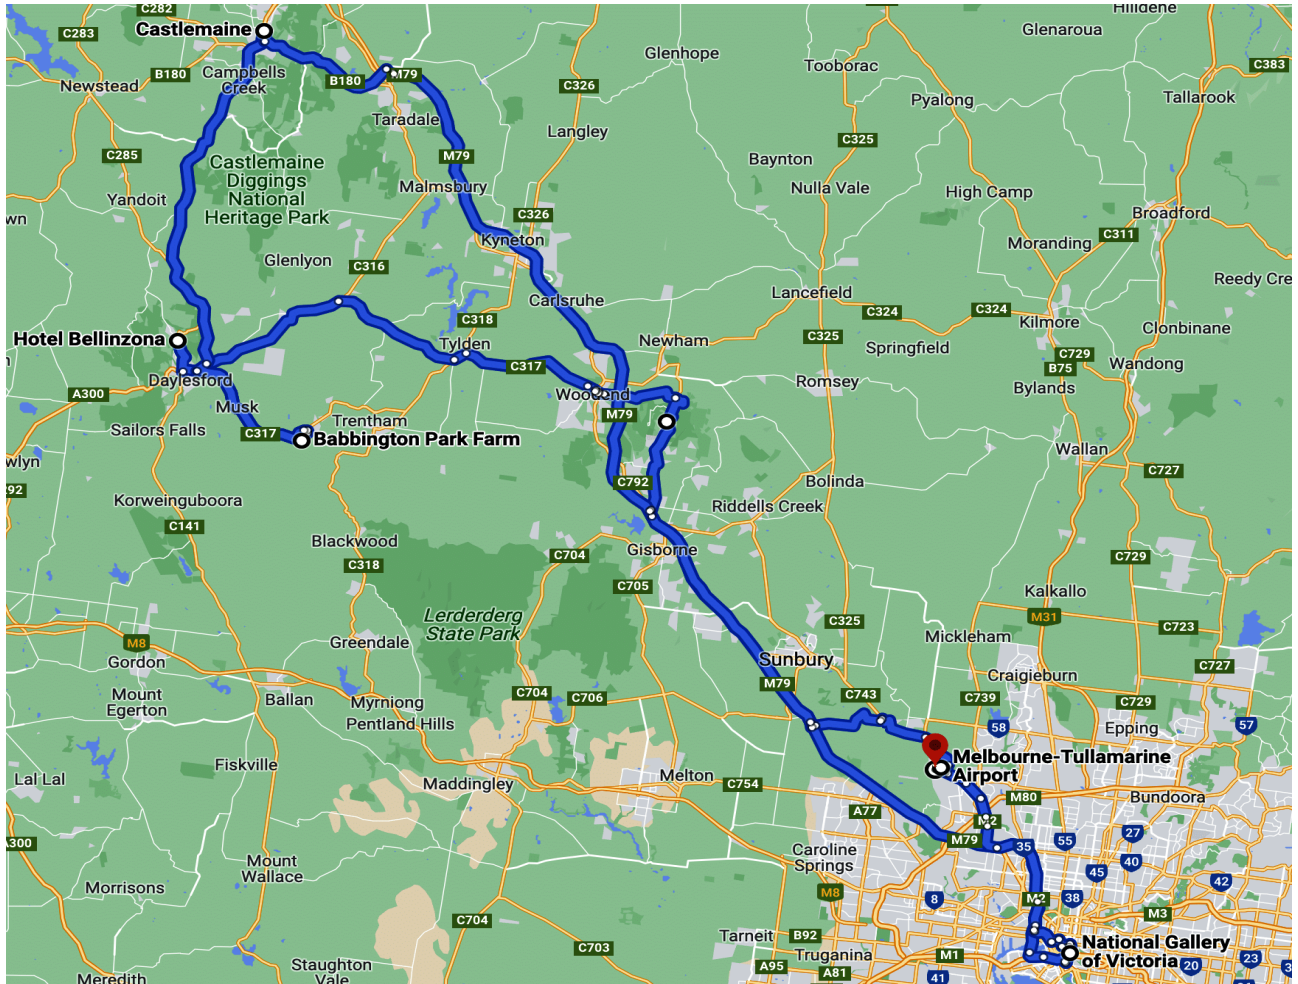 C282
Hilldene
Castlemaine
C283
Glenaroua
Glenhope
Tooborac
C383
Campbells
Creek
B180
B180
M79
Newstead
C326
Pyalong
Tallarook
Taradale
Langley
C325
C285
M79
Castlemaine
Diggings
National
Heritage Park
Baynton
Malmsbury
Nulla Vale
High Camp
Yandoit
wn
C326
Broadford
C311
Kyneton
Moranding
Glenlyon
C316
Reedy Cre
Carlsruhe
Lancefield
C324
C324
C318
Kilmore
Clonbinane
Hotel Bellinzona
Tylden
Newham
C325
Springfield
C729
B75
Wandong
C317
Daylesford
A300
Woodend
Romsey
Bylands
Musk
M79
Sailors Falls
Trentham
C317
Babbington Park Farm
wlyn
Wallan
C727
292
C792
Bolinda
Korweinguboora
Riddells Creek
C141
Blackwood
Gisborne
C704
C729
C318
C705
Kalkallo
Lerderderg
State Park
M31
C325
C723
M8
Greendale
Mickleham
Gordon
Sunbury
C727
Craigieburn
M79
C743
C739
C729
Mount
Egerton
Ballan
Myrniong
C704
C706
Pentland Hills
58
Epping
57
Fiskville
Melbourne-Tullamarine
Airport
Lal Lal
Maddingley
Melton
C754
M80
Bundoora
A77
M2
27
A300
M79
35
55
40
Mount
Wallace
Caroline
Springs
45
42
Morrisons
M8
8
M2
38
C704
M3
Tarneit
B92
National Gallery
of Victoria
C703
Truganina
M1
Staughton
Vale
A95
A81
41
20
23
3
Meredith